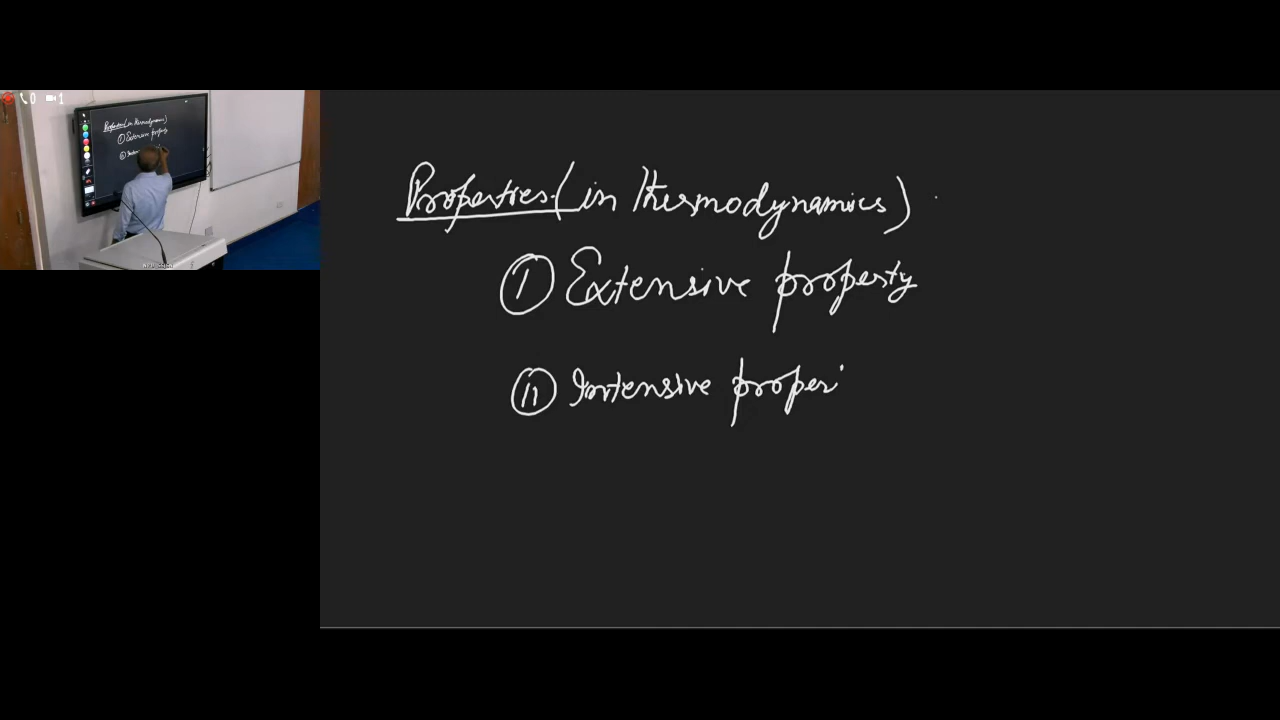 Properties (in thermodynamics)
(i) Extensive property
(ii) Intensive proper